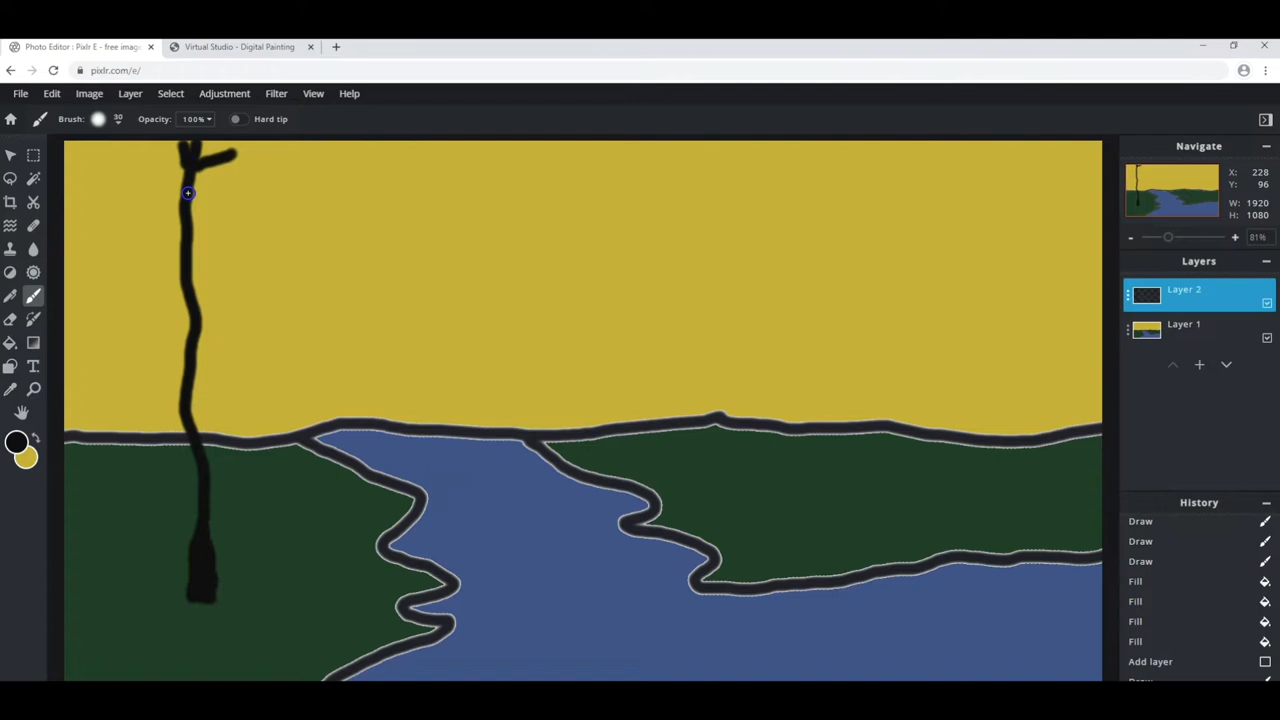 Photo Editor : Pixlr E - free imag
Virtual Studio - Digital Painting
pixlr.com/e/
File Edit Image Layer Select Adjustment Filter View Help
Brush: 30 Opacity: 100% Hard tip
Navigate
X: 228
Y: 96
W: 1920
H: 1080
81%
Layers
Layer 2
Layer 1
History
Draw
Draw
Draw
Fill
Fill
Fill
Fill
Add layer